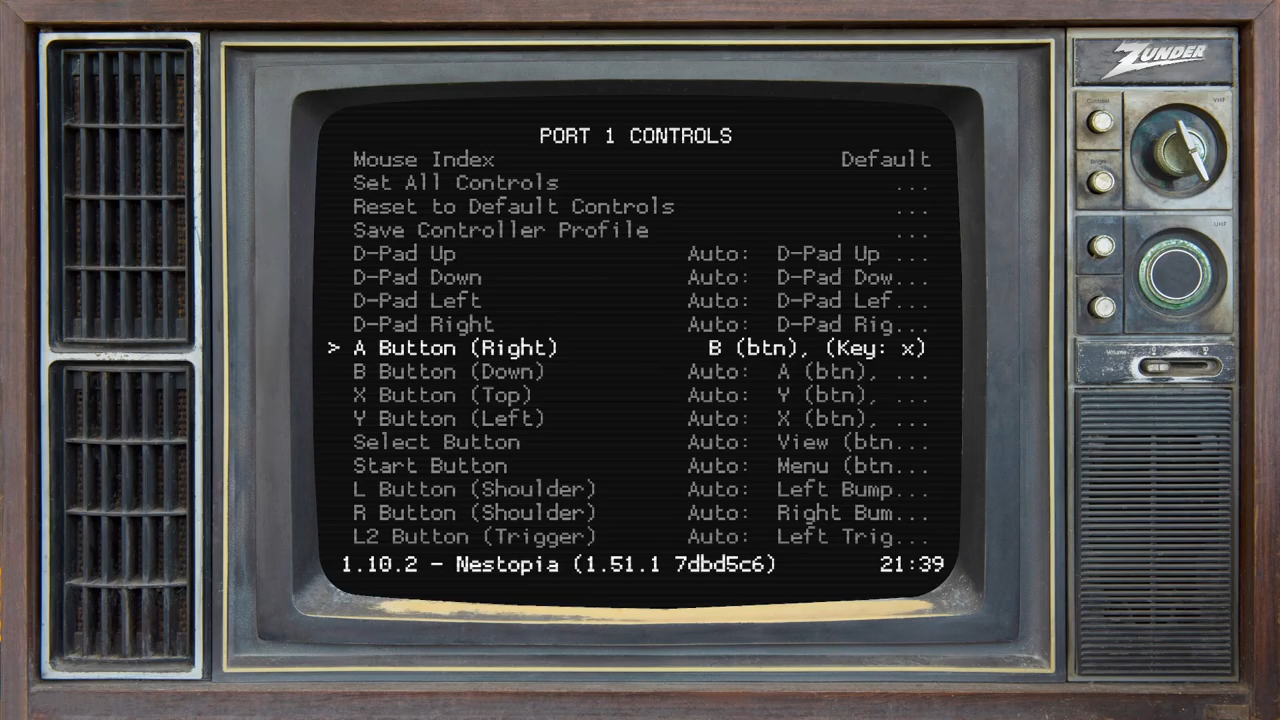 ZUNDER
PORT 1 CONTROLS
Mouse Index Default
Set All Controls ...
Reset to Default Controls ...
Save Controller Profile ...
D-Pad Up Auto: D-Pad Up ...
D-Pad Down Auto: D-Pad Dow...
D-Pad Left Auto: D-Pad Lef...
D-Pad Right Auto: D-Pad Rig...
> A Button (Right) B (btn), (Key: x)
B Button (Down) Auto: A (btn), ...
X Button (Top) Auto: Y (btn), ...
Y Button (Left) Auto: X (btn), ...
Select Button Auto: View (btn...
Start Button Auto: Menu (btn...
L Button (Shoulder) Auto: Left Bump...
R Button (Shoulder) Auto: Right Bum...
L2 Button (Trigger) Auto: Left Trig...
1.10.2 - Nestopia (1.51.1 7dbd5c6) 21:39
VHF
UHF
Volume